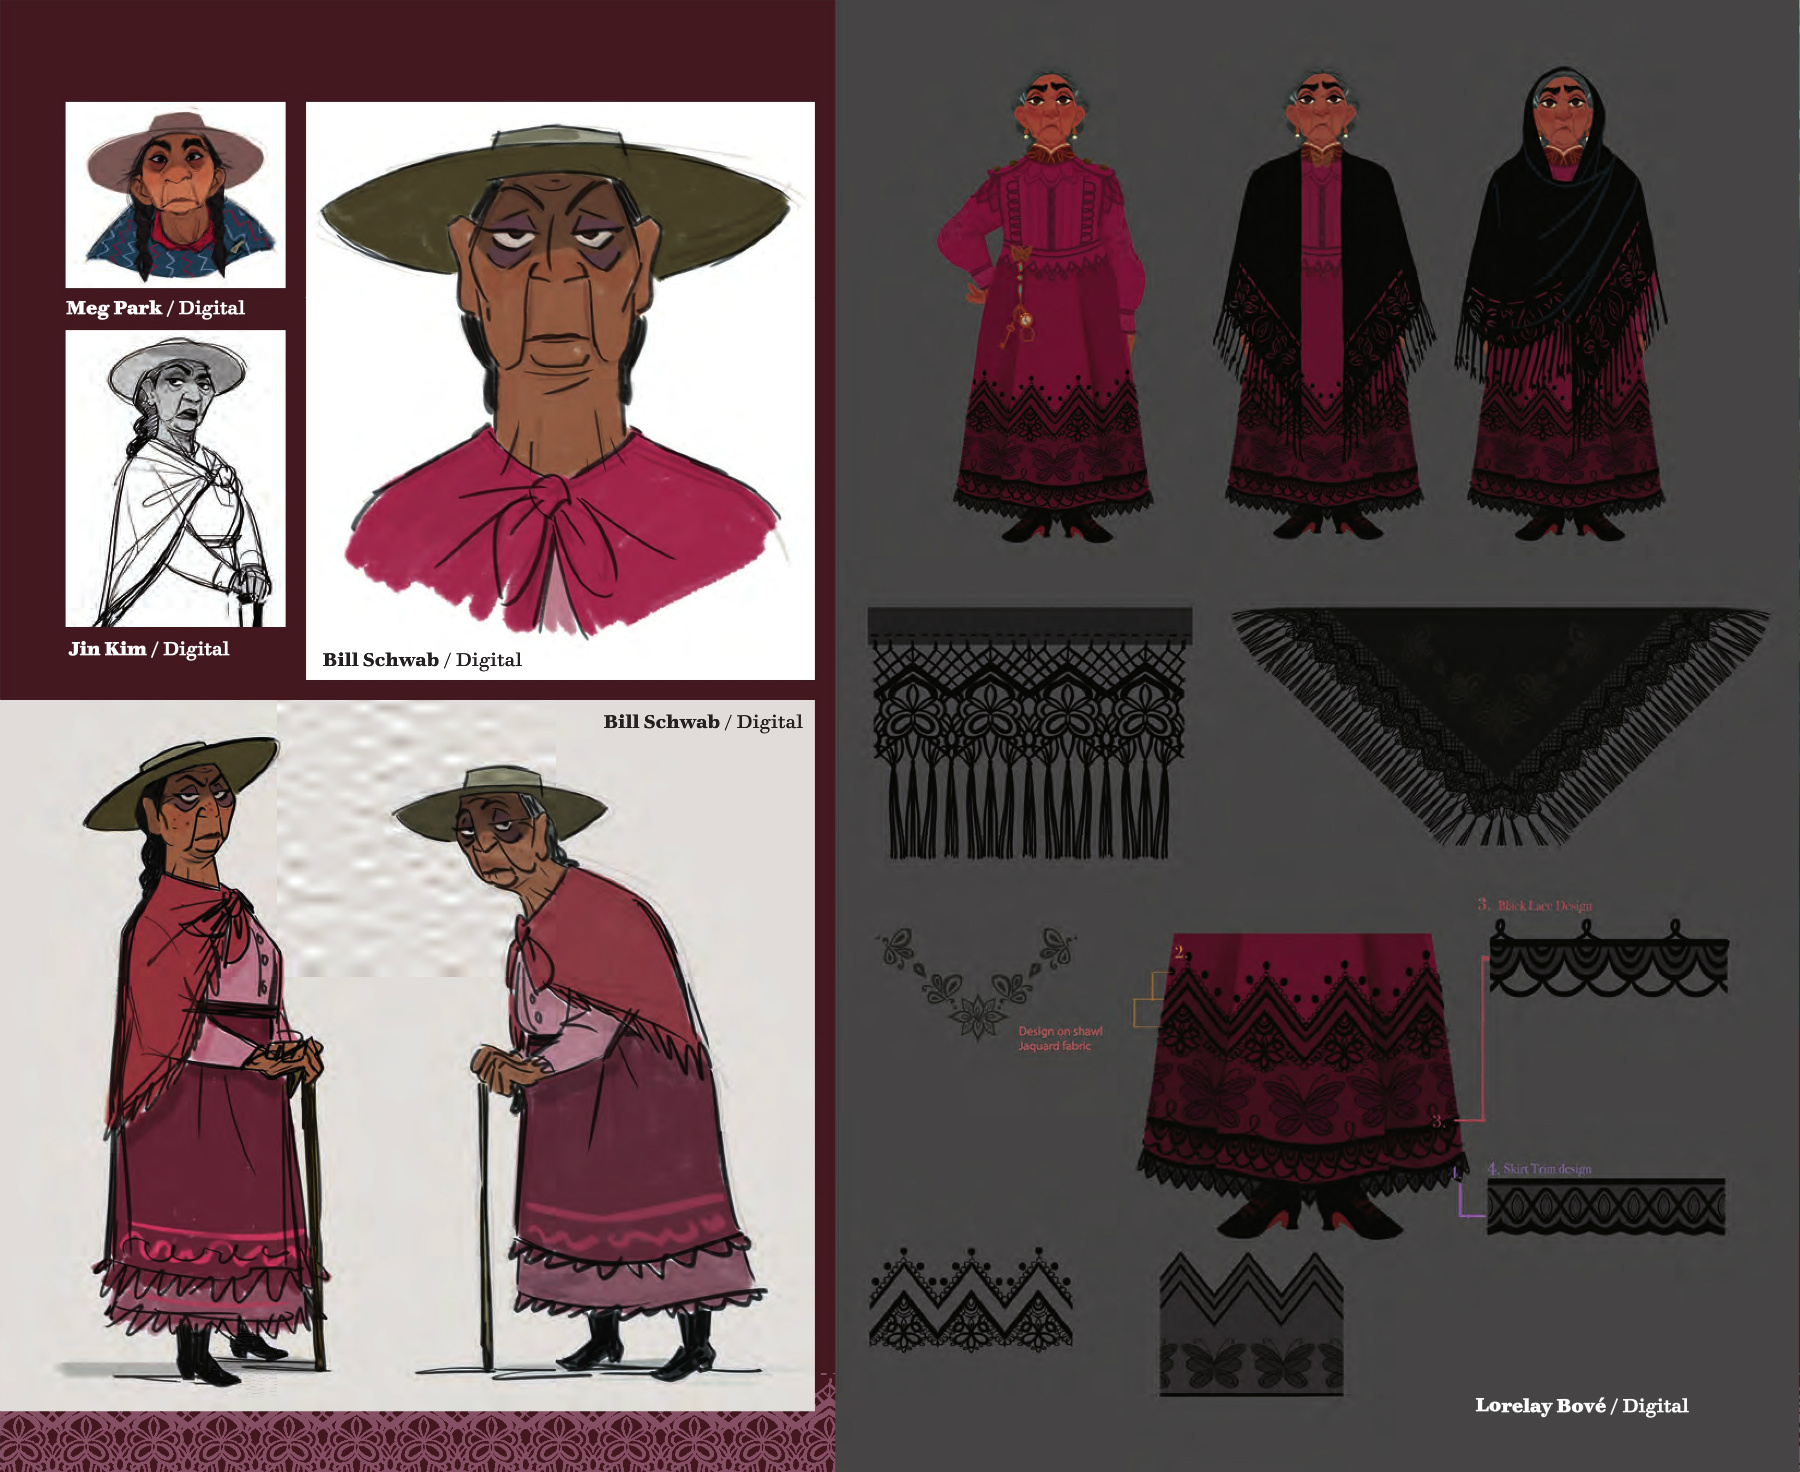 Meg Park / Digital
Jin Kim / Digital
Bill Schwab / Digital
Bill Schwab / Digital
3. Black Lace Design
2.
Design on shawl
Jaquard fabric
3.
4. Skirt Trim design
Lorelay Bové / Digital